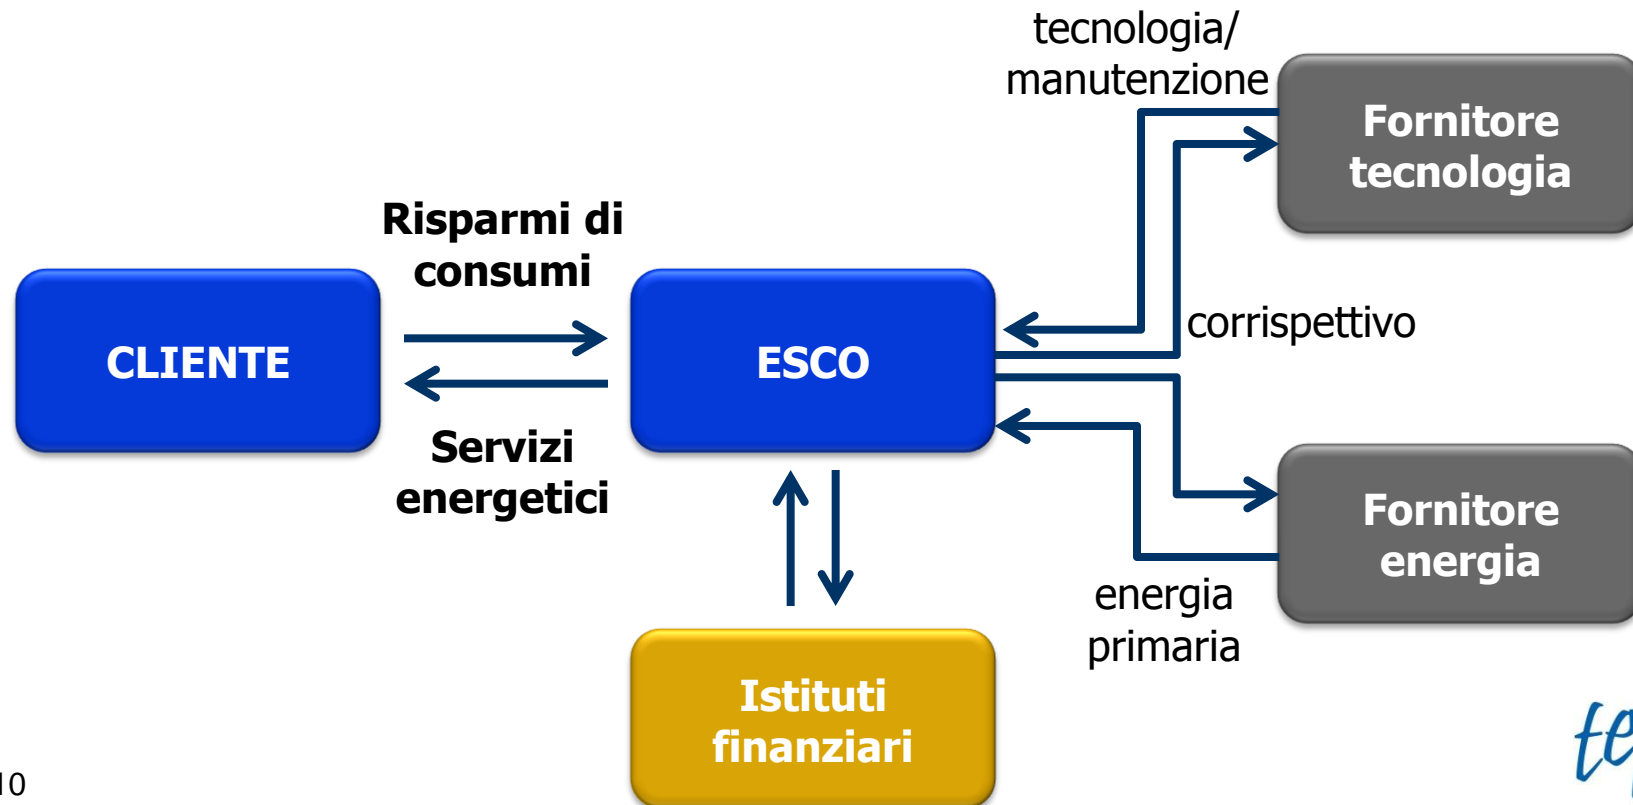 tecnologia/
manutenzione
Fornitore
tecnologia
Risparmi di
consumi
CLIENTE
ESCO
corrispettivo
Servizi
energetici
Fornitore
energia
energia
primaria
Istituti
finanziari
10